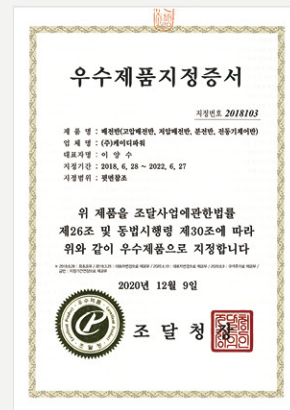 우수제품지정증서
지정번호 2018103
제 품 명 : 배전반(고압배전반, 저압배전반, 분전반, 전동기제어반)
업 체 명 : (주)케이디파워
대표자명 : 이 양 수
지정기간 : 2018, 6, 28 ~ 2022, 6, 27
지정범위 : 뒷면참조
위 제품을 조달사업에관한법률
제26조 및 동법시행령 제30조에 따라
위와 같이 우수제품으로 지정합니다
2020년 12월 9일
조 달 청 장